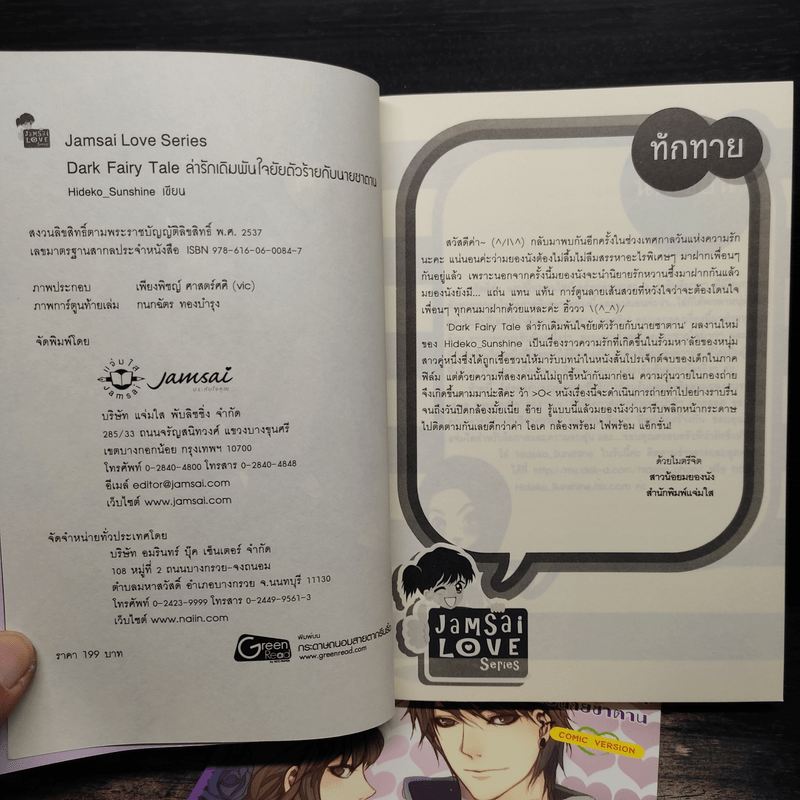 JAMSAI
LOVE
Jamsai Love Series
Dark Fairy Tale ล่ารักเดิมพันใจยัยตัวร้ายกับนายซาตาน
Hideko_Sunshine เขียน
สงวนลิขสิทธิ์ตามพระราชบัญญัติลิขสิทธิ์ พ.ศ. 2537
เลขมาตรฐานสากลประจำหนังสือ ISBN 978-616-06-0084-7
ภาพประกอบ เพียงพิชญ์ ศาสตร์ศศิ (vic)
ภาพการ์ตูนท้ายเล่ม กนกฉัตร ทองบำรุง
จัดพิมพ์โดย
แจ่มใส
Jamsai
Jamsai
บริษัท แจ่มใส พับลิชชิ่ง จำกัด
285/33 ถนนจรัญสนิทวงศ์ แขวงบางขุนศรี
เขตบางกอกน้อย กรุงเทพฯ 10700
โทรศัพท์ 0-2840-4800 โทรสาร 0-2840-4848
อีเมล์ editor@jamsai.com
เว็บไซต์ www.jamsai.com
จัดจำหน่ายทั่วประเทศโดย
บริษัท อมรินทร์ บุ๊ค เซ็นเตอร์ จำกัด
108 หมู่ที่ 2 ถนนบางกรวย-จงถนอม
ตำบลมหาสวัสดิ์ อำเภอบางกรวย จ.นนทบุรี 11130
โทรศัพท์ 0-2423-9999 โทรสาร 0-2449-9561-3
เว็บไซต์ www.naiin.com
ราคา 199 บาท
Green
Read
พิมพ์บน
กระดาษถนอมสายตากรีนรีด
www.greenread.com
ทักทาย
สวัสดีค่า~ (^/I\^) กลับมาพบกันอีกครั้งในช่วงเทศกาลวันแห่งความรัก
นะคะ แน่นอนค่ะว่ามยองนังต้องไม่ลืมไม่ลืมสรรหาอะไรพิเศษๆ มาฝากเพื่อนๆ
กันอยู่แล้ว เพราะนอกจากครั้งนี้มยองนังจะนำนิยายรักหวานซึ้งมาฝากกันแล้ว
มยองนังยังมี... แถ่น แทน แท้น การ์ตูนลายเส้นสวยที่หวังใจว่าจะต้องโดนใจ
เพื่อนๆ ทุกคนมาฝากด้วยแหละค่ะ ฮิ้ววว \(^_^)/
'Dark Fairy Tale ล่ารักเดิมพันใจยัยตัวร้ายกับนายซาตาน' ผลงานใหม่
ของ Hideko_Sunshine เป็นเรื่องราวความรักที่เกิดขึ้นในรั้วมหา'ลัยของหนุ่ม
สาวคู่หนึ่งซึ่งได้ถูกเชื้อชวนให้มารับบทนำในหนังสั้นโปรเจ็กต์จบของเด็กในภาค
ฟิล์ม แต่ด้วยความที่สองคนนั้นไม่ถูกขี้หน้ากันมาก่อน ความวุ่นวายในกองถ่าย
จึงเกิดขึ้นตามมาน่ะสิคะ ว้า >O< หนังเรื่องนี้จะดำเนินการถ่ายทำไปอย่างราบรื่น
จนถึงวันปิดกล้องมั้ยเนี่ย อ๊าย รู้แบบนี้แล้วมยองนังว่าเรารีบพลิกหน้ากระดาษ
ไปติดตามกันเลยดีกว่าค่า โอเค กล้องพร้อม ไฟพร้อม แอ็กชั่น!
ด้วยไมตรีจิต
สาวน้อยมยองนัง
สำนักพิมพ์แจ่มใส
JAMSAI
LOVE
Series
นายซาตาน
COMIC VERSION